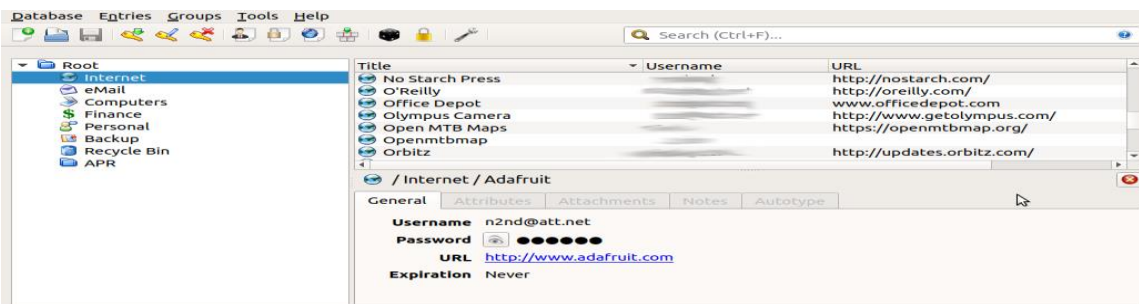 Database Entries Groups Tools Help
Search (Ctrl+F)...
Root
Internet
eMail
Computers
Finance
Personal
Backup
Recycle Bin
APR
Title Username URL
No Starch Press http://nostarch.com/
O'Reilly http://oreilly.com/
Office Depot www.officedepot.com
Olympus Camera http://www.getolympus.com/
Open MTB Maps https://openmtbmap.org/
Openmtbmap
Orbitz http://updates.orbitz.com/
/ Internet / Adafruit
General Attributes Attachments Notes Autotype
Username n2nd@att.net
Password ●●●●●●
URL http://www.adafruit.com
Expiration Never